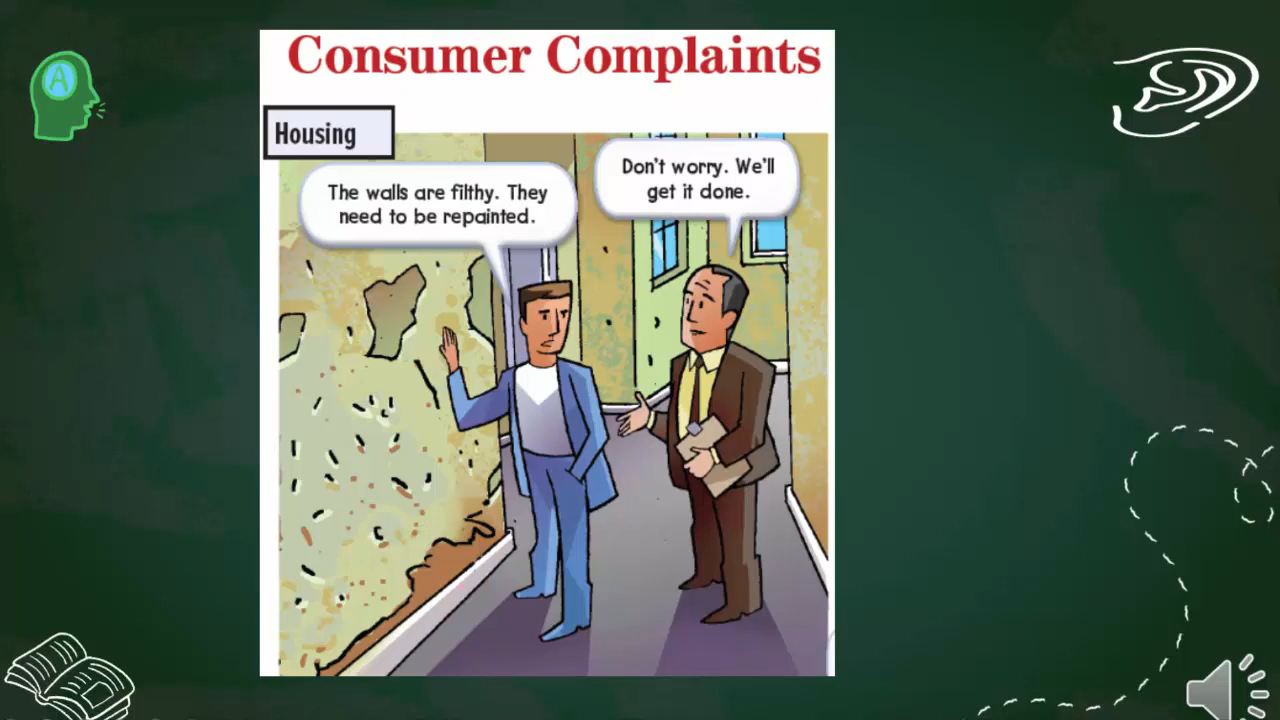 Consumer Complaints
Housing
The walls are filthy. They
need to be repainted.
Don't worry. We'll
get it done.
A